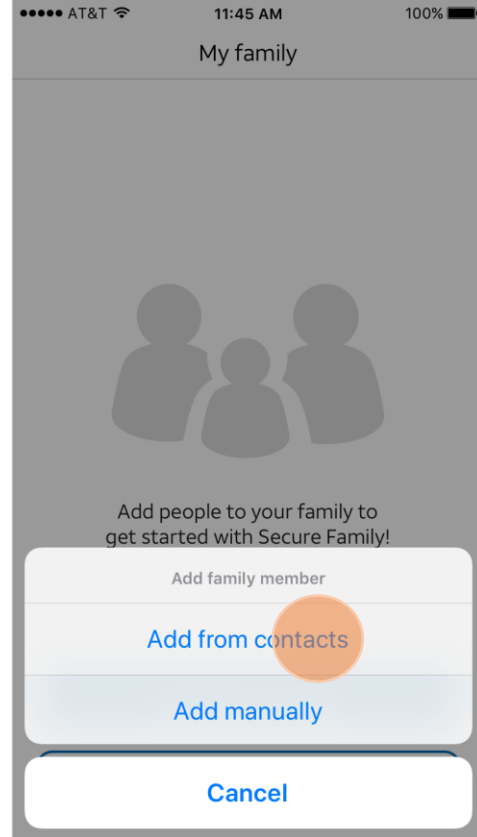 AT&T 11:45 AM 100%
My family
Add people to your family to
get started with Secure Family!
Add family member
Add from contacts
Add manually
Cancel